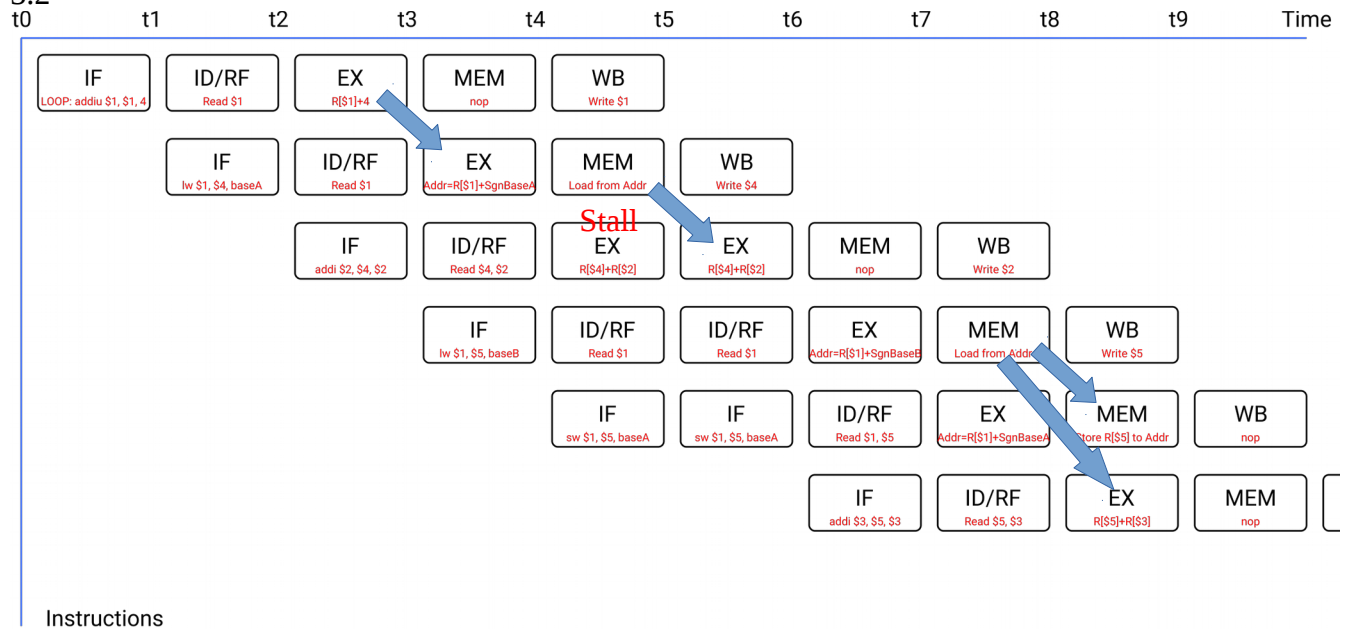 t0 t1 t2 t3 t4 t5 t6 t7 t8 t9 Time
IF ID/RF EX MEM WB
LOOP: addiu $1, $1, 4 Read $1 R[$1]+4 nop Write $1
IF ID/RF EX MEM WB
lw $1, $4, baseA Read $1 Addr=R[$1]+SgnBaseA Load from Addr Write $4
Stall
IF ID/RF EX EX MEM WB
addi $2, $4, $2 Read $4, $2 R[$4]+R[$2] R[$4]+R[$2] nop Write $2
IF ID/RF ID/RF EX MEM WB
lw $1, $5, baseB Read $1 Read $1 Addr=R[$1]+SgnBaseB Load from Addr Write $5
IF IF ID/RF EX MEM WB
sw $1, $5, baseA sw $1, $5, baseA Read $1, $5 Addr=R[$1]+SgnBaseA Store R[$5] to Addr nop
IF ID/RF EX MEM
addi $3, $5, $3 Read $5, $3 R[$5]+R[$3] nop
Instructions